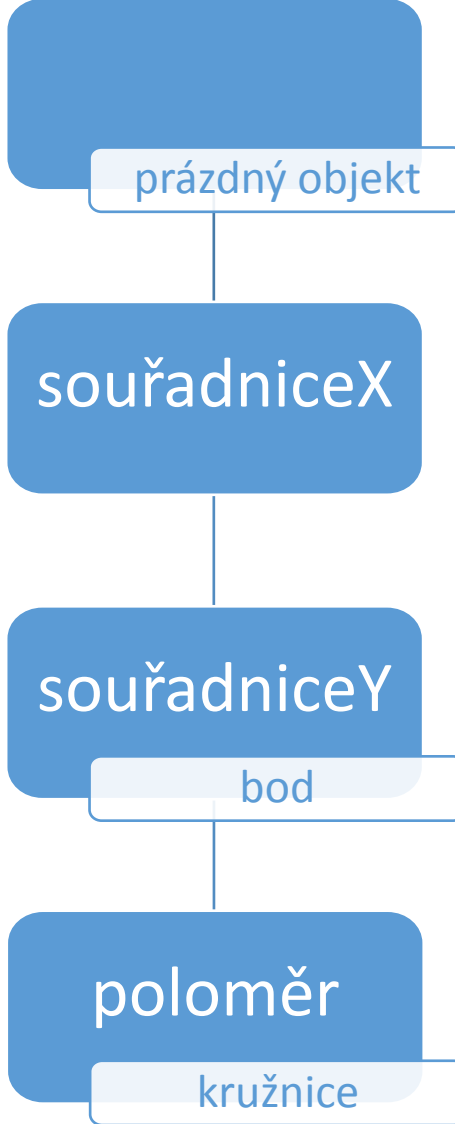 prázdný objekt
souřadniceX
souřadniceY
bod
poloměr
kružnice